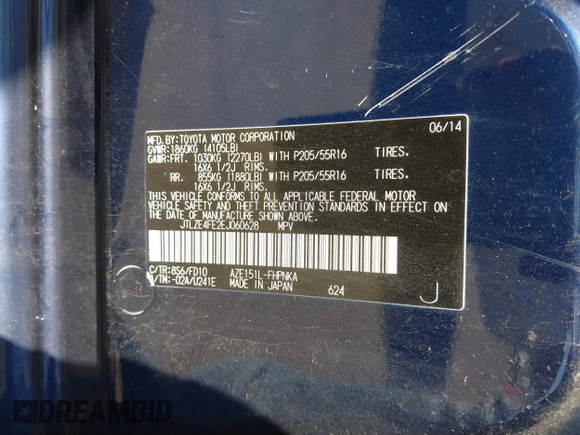 06/14
MFD. BY: TOYOTA MOTOR CORPORATION
GVWR: 1860KG (4105LB)
GAWR: FRT. 1030KG (2270LB) WITH P205/55R16 TIRES.
16X6 1/2J RIMS.
RR. 855KG (1880LB) WITH P205/55R16 TIRES.
16X6 1/2J RIMS.
THIS VEHICLE CONFORMS TO ALL APPLICABLE FEDERAL MOTOR
VEHICLE SAFETY AND THEFT PREVENTION STANDARDS IN EFFECT ON
THE DATE OF MANUFACTURE SHOWN ABOVE.
JTLZE4FE2EJ060628 MPV
C/TR: 8S6/FD10 AZE151L-FHPNKA
A/TM: -02A/U241E MADE IN JAPAN 624 J
DREAMBID